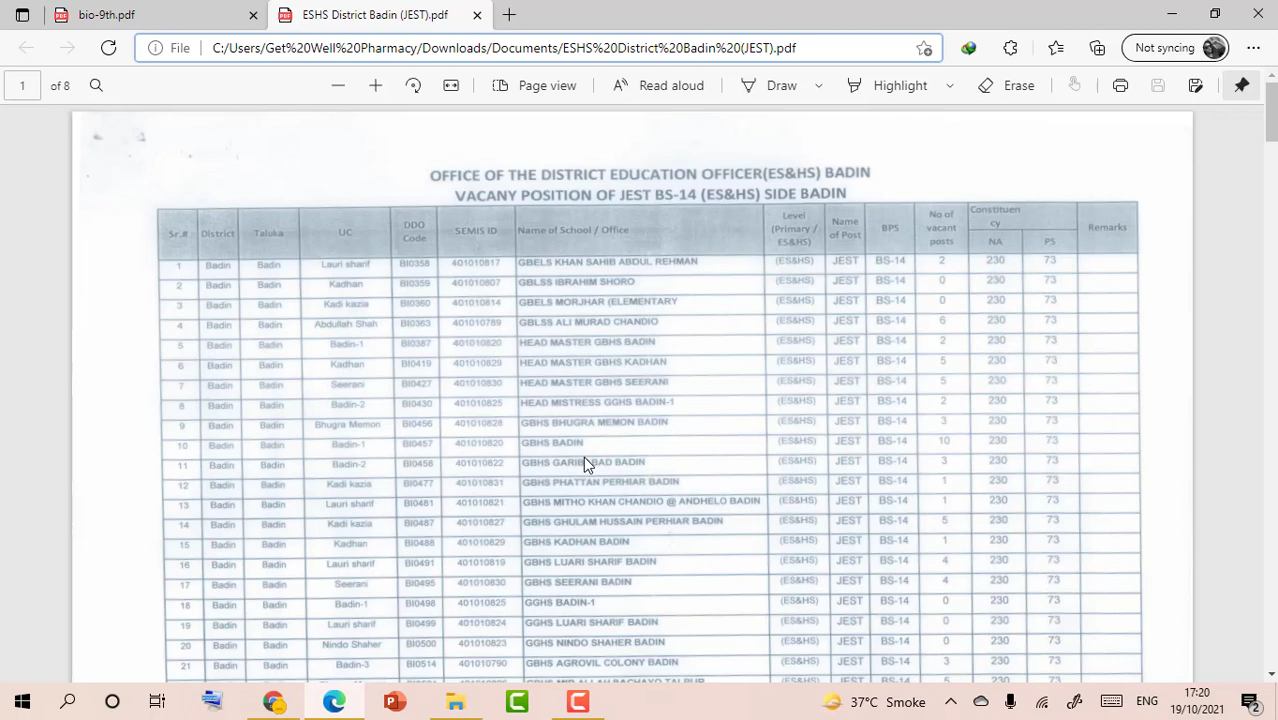 bio-9th.pdf
ESHS District Badin (JEST).pdf
File C:/Users/Get%20Well%20Pharmacy/Downloads/Documents/ESHS%20District%20Badin%20(JEST).pdf Not syncing
1 of 8 Page view Read aloud Draw Highlight Erase
OFFICE OF THE DISTRICT EDUCATION OFFICER(ES&HS) BADIN
VACANY POSITION OF JEST BS-14 (ES&HS) SIDE BADIN
Sr.# District Taluka UC DDO Code SEMIS ID Name of School / Office Level (Primary / ES&HS) Name of Post BPS No of vacant posts Constituency NA PS Remarks
1 Badin Badin Lauri sharif BI0358 401010817 GBELS KHAN SAHIB ABDUL REHMAN (ES&HS) JEST BS-14 2 230 73
2 Badin Badin Kadhan BI0359 401010807 GBLSS IBRAHIM SHORO (ES&HS) JEST BS-14 0 230 73
3 Badin Badin Kadi kazia BI0360 401010814 GBELS MORJHAR (ELEMENTARY (ES&HS) JEST BS-14 0 230 73
4 Badin Badin Abdullah Shah BI0363 401010789 GBLSS ALI MURAD CHANDIO (ES&HS) JEST BS-14 6 230 73
5 Badin Badin Badin-1 BI0387 401010820 HEAD MASTER GBHS BADIN (ES&HS) JEST BS-14 2 230 73
6 Badin Badin Kadhan BI0419 401010829 HEAD MASTER GBHS KADHAN (ES&HS) JEST BS-14 5 230 73
7 Badin Badin Seerani BI0427 401010830 HEAD MASTER GBHS SEERANI (ES&HS) JEST BS-14 5 230 73
8 Badin Badin Badin-2 BI0430 401010825 HEAD MISTRESS GGHS BADIN-1 (ES&HS) JEST BS-14 2 230 73
9 Badin Badin Bhugra Memon BI0456 401010828 GBHS BHUGRA MEMON BADIN (ES&HS) JEST BS-14 3 230 73
10 Badin Badin Badin-1 BI0457 401010820 GBHS BADIN (ES&HS) JEST BS-14 10 230 73
11 Badin Badin Badin-2 BI0458 401010822 GBHS BADIN (ES&HS) JEST BS-14 3 230 73
12 Badin Badin Kadi kazia BI0477 401010831 GBHS PHATTAN PERHIAR BADIN (ES&HS) JEST BS-14 1 230 73
13 Badin Badin Lauri sharif BI0481 401010821 GBHS MITHO KHAN CHANDIO @ ANDHELO BADIN (ES&HS) JEST BS-14 1 230 73
14 Badin Badin Kadi kazia BI0487 401010827 GBHS GHULAM HUSSAIN PERHIAR BADIN (ES&HS) JEST BS-14 5 230 73
15 Badin Badin Kadhan BI0488 401010829 GBHS KADHAN BADIN (ES&HS) JEST BS-14 1 230 73
16 Badin Badin Lauri sharif BI0491 401010819 GBHS LUARI SHARIF BADIN (ES&HS) JEST BS-14 4 230 73
17 Badin Badin Seerani BI0495 401010830 GBHS SEERANI BADIN (ES&HS) JEST BS-14 4 230 73
18 Badin Badin Badin-1 BI0498 401010825 GGHS BADIN-1 (ES&HS) JEST BS-14 0 230 73
19 Badin Badin Lauri sharif BI0499 401010824 GGHS LUARI SHARIF BADIN (ES&HS) JEST BS-14 0 230 73
20 Badin Badin Nindo Shaher BI0500 401010823 GGHS NINDO SHAHER BADIN (ES&HS) JEST BS-14 0 230 73
21 Badin Badin Badin-3 BI0514 401010790 GBHS AGROVIL COLONY BADIN (ES&HS) JEST BS-14 3 230 73
37°C Smoke ENG 17:20
19/10/2021 2